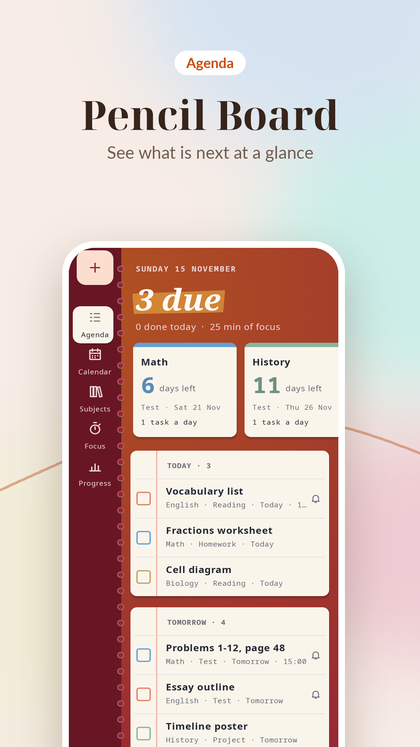 Agenda
Pencil Board
See what is next at a glance
+
Agenda
Calendar
Subjects
Focus
Progress
SUNDAY 15 NOVEMBER
3 due
0 done today · 25 min of focus
Math
6 days left
Test · Sat 21 Nov
1 task a day
History
11 days left
Test · Thu 26 Nov
1 task a day
TODAY · 3
Vocabulary list
English · Reading · Today · 1…
Fractions worksheet
Math · Homework · Today
Cell diagram
Biology · Reading · Today
TOMORROW · 4
Problems 1-12, page 48
Math · Test · Tomorrow · 15:00
Essay outline
English · Test · Tomorrow
Timeline poster
History · Project · Tomorrow